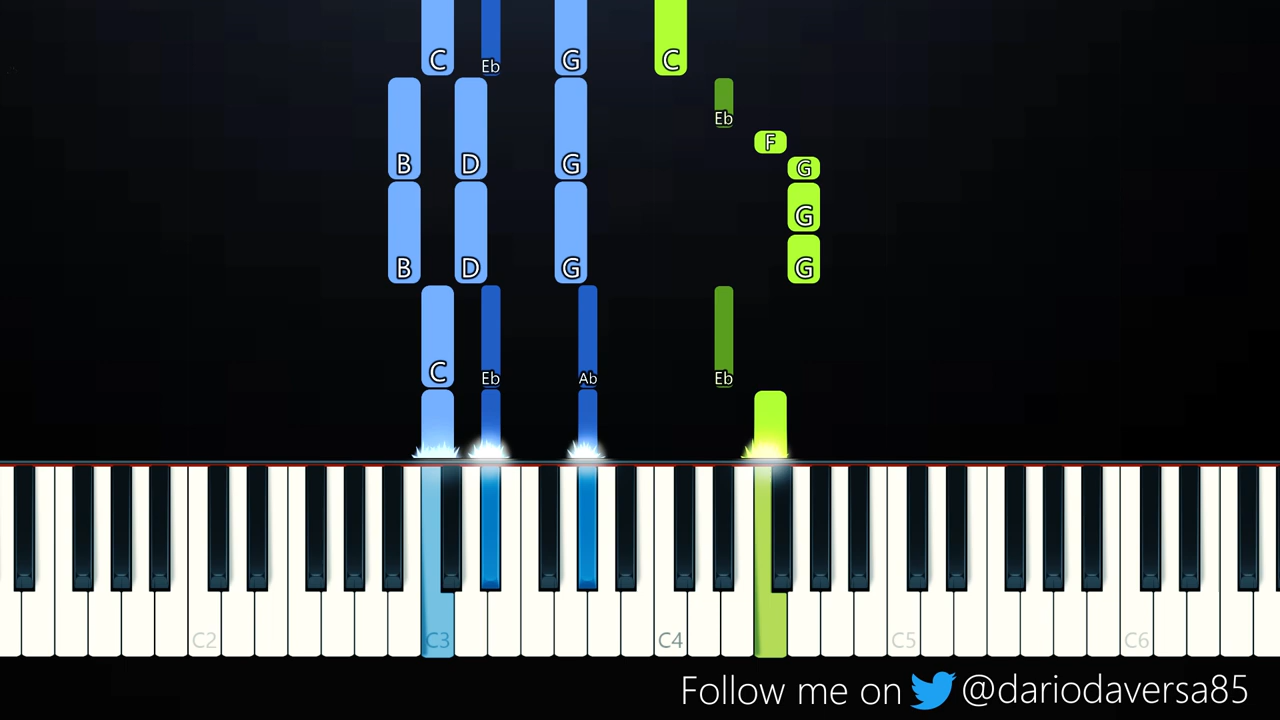 C Eb G C
Eb
F
B D G G
G
B D G G
C Eb Ab Eb
C2 C3 C4 C5 C6
Follow me on @dariodaversa85